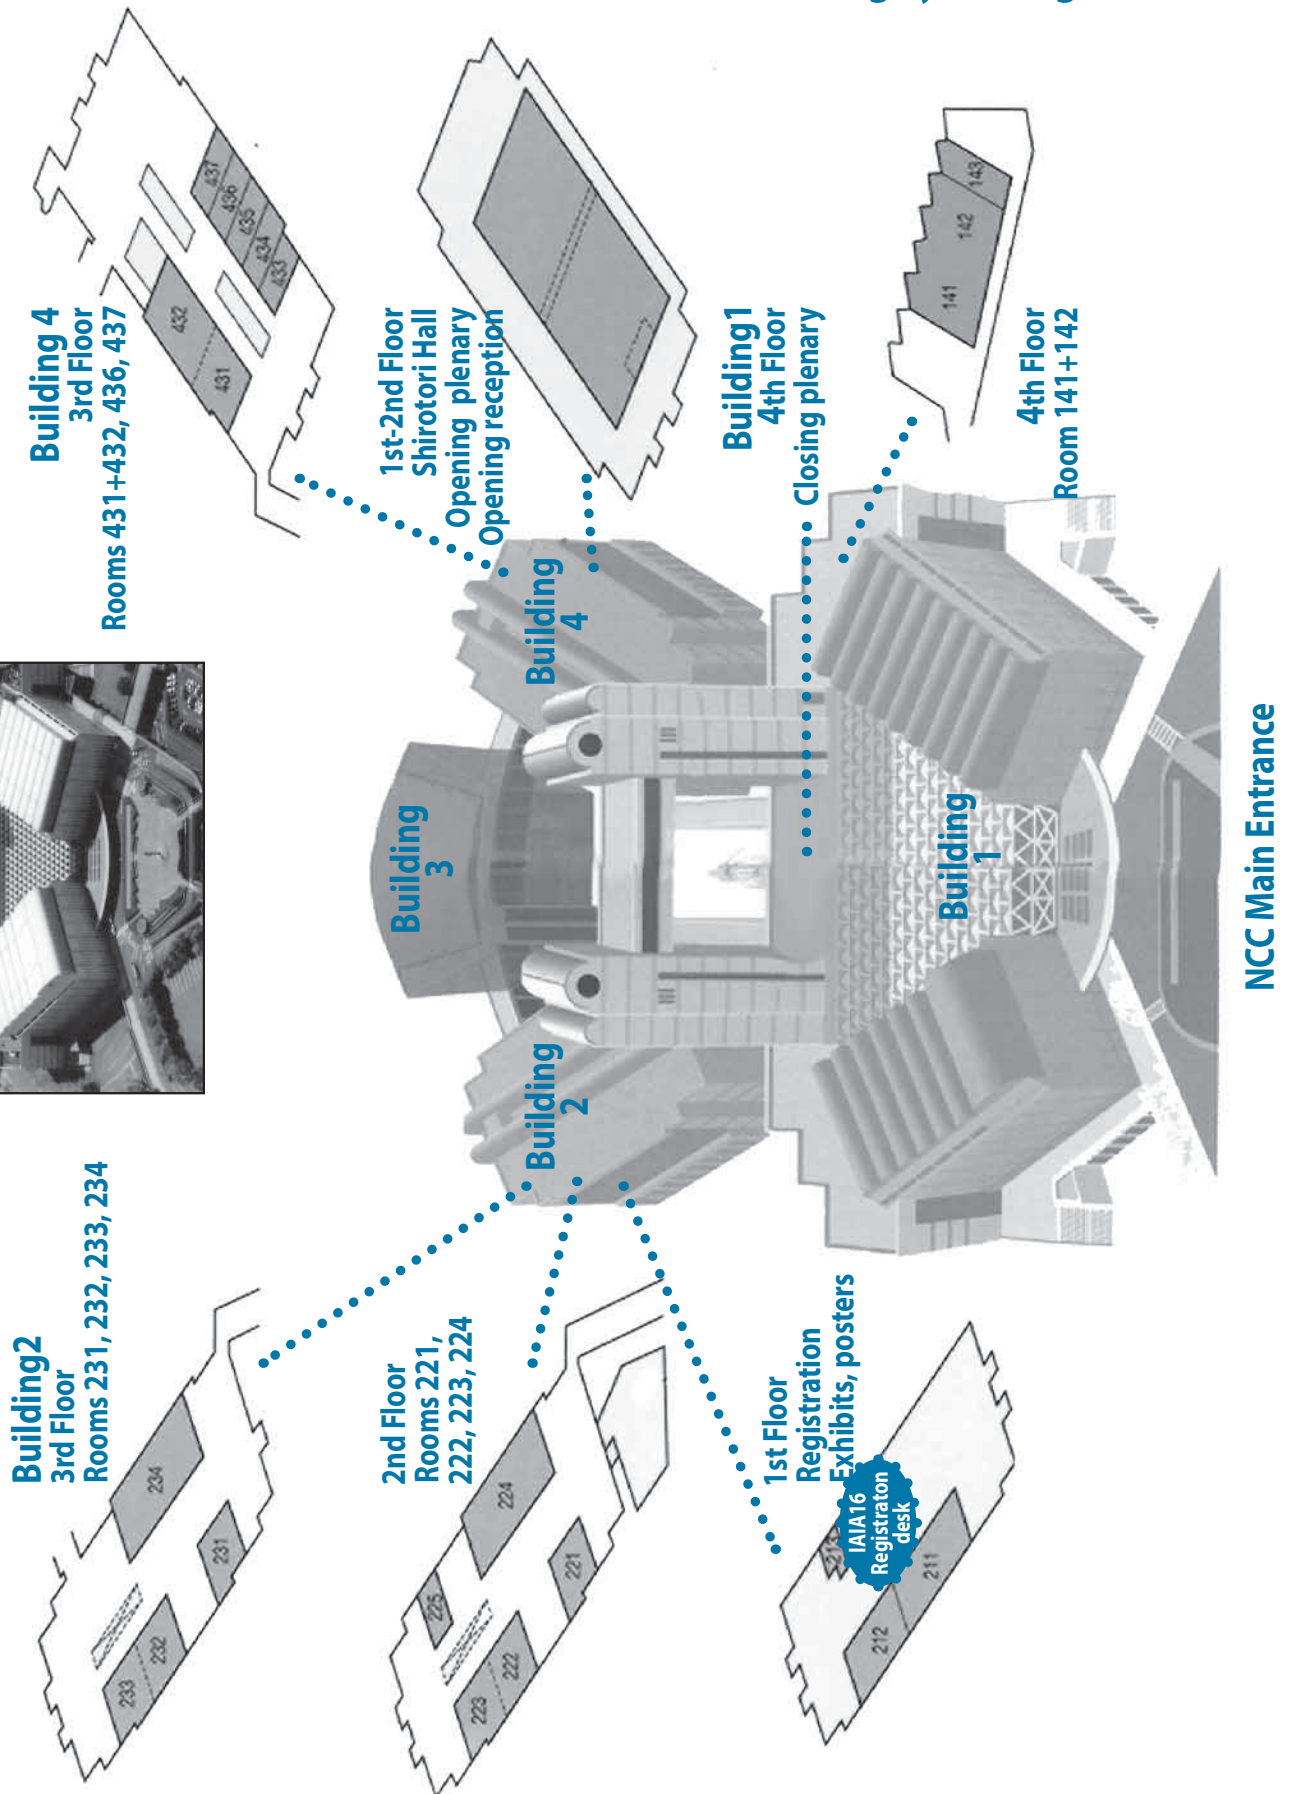 Building2
3rd Floor
Rooms 231, 232, 233, 234
234
231
232
233
2nd Floor
Rooms 221,
222, 223, 224
224
225
221
222
223
1st Floor
Registration
Exhibits, posters
213
IAIA16
Registraton
desk
211
212
Building 4
3rd Floor
Rooms 431+432, 436, 437
437
436
435
434
433
432
431
1st-2nd Floor
Shirotori Hall
Opening plenary
Opening reception
Building1
4th Floor
Closing plenary
143
142
141
4th Floor
Room 141+142
Building
3
Building
2
Building
4
Building
1
NCC Main Entrance